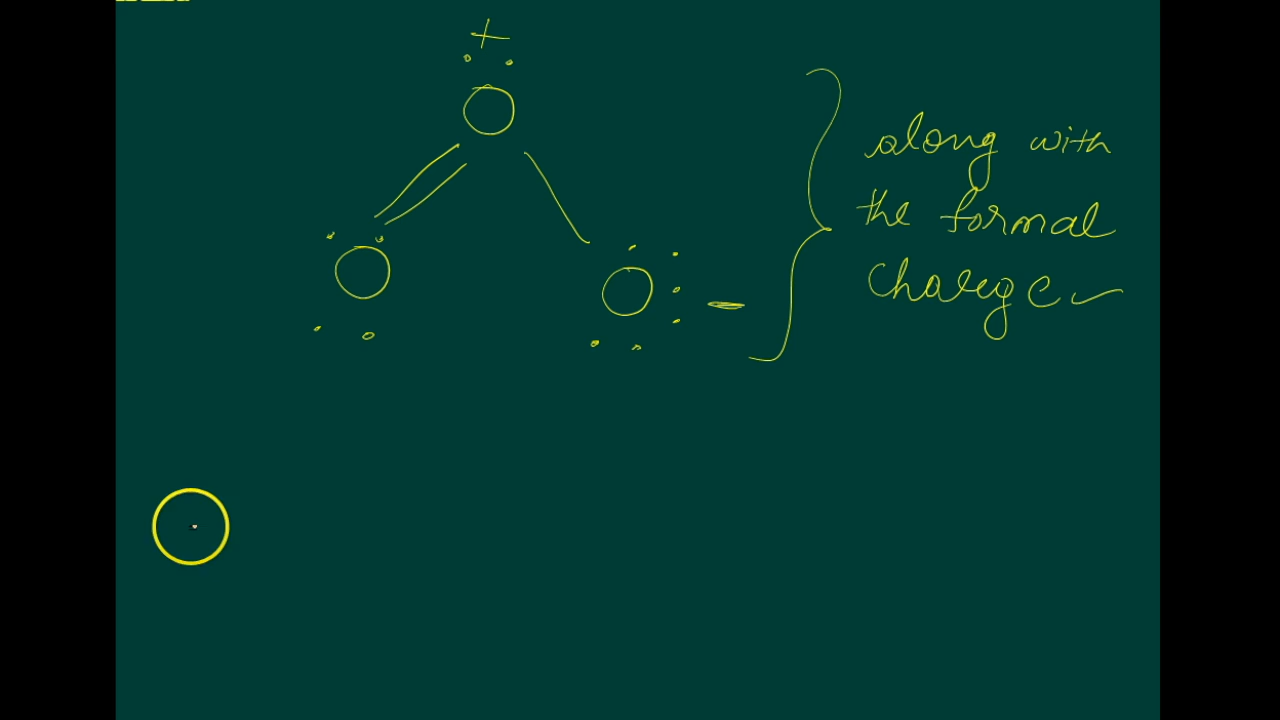 +
O
O
O -
along with
the formal
charge